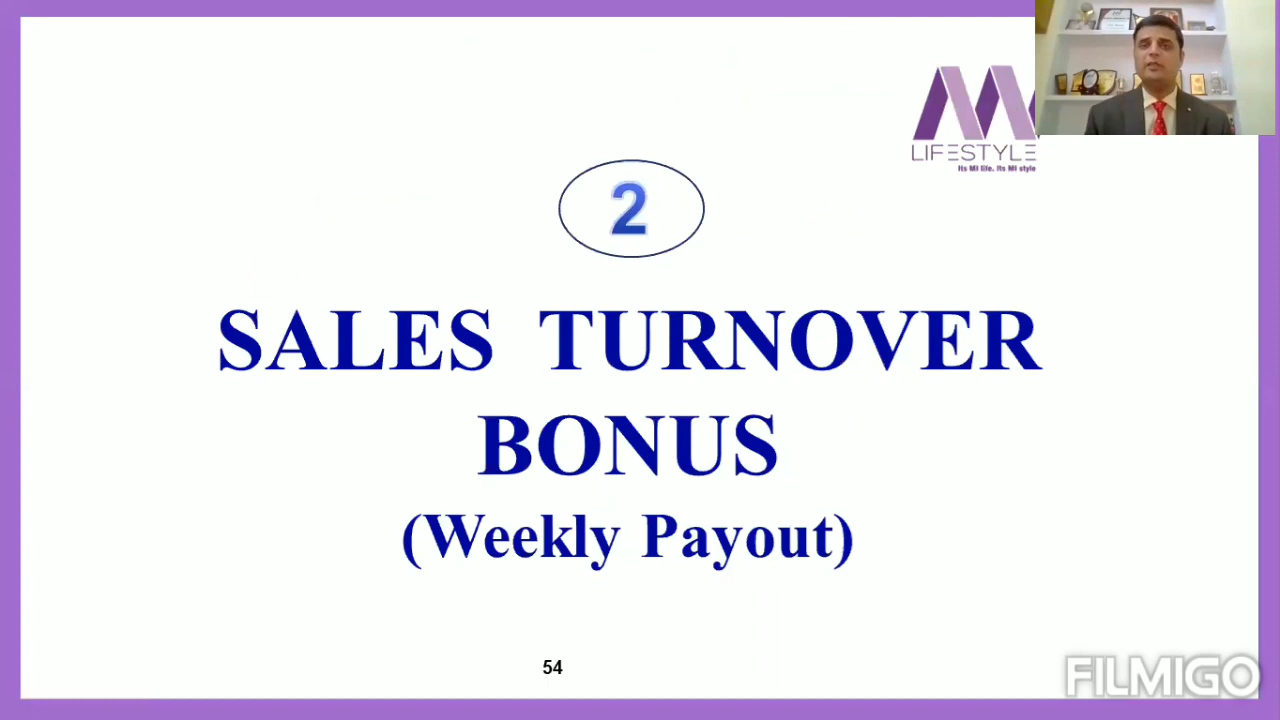 LIFESTYLE
Its MI life. Its MI style
2
SALES TURNOVER
BONUS
(Weekly Payout)
54
FILMIGO